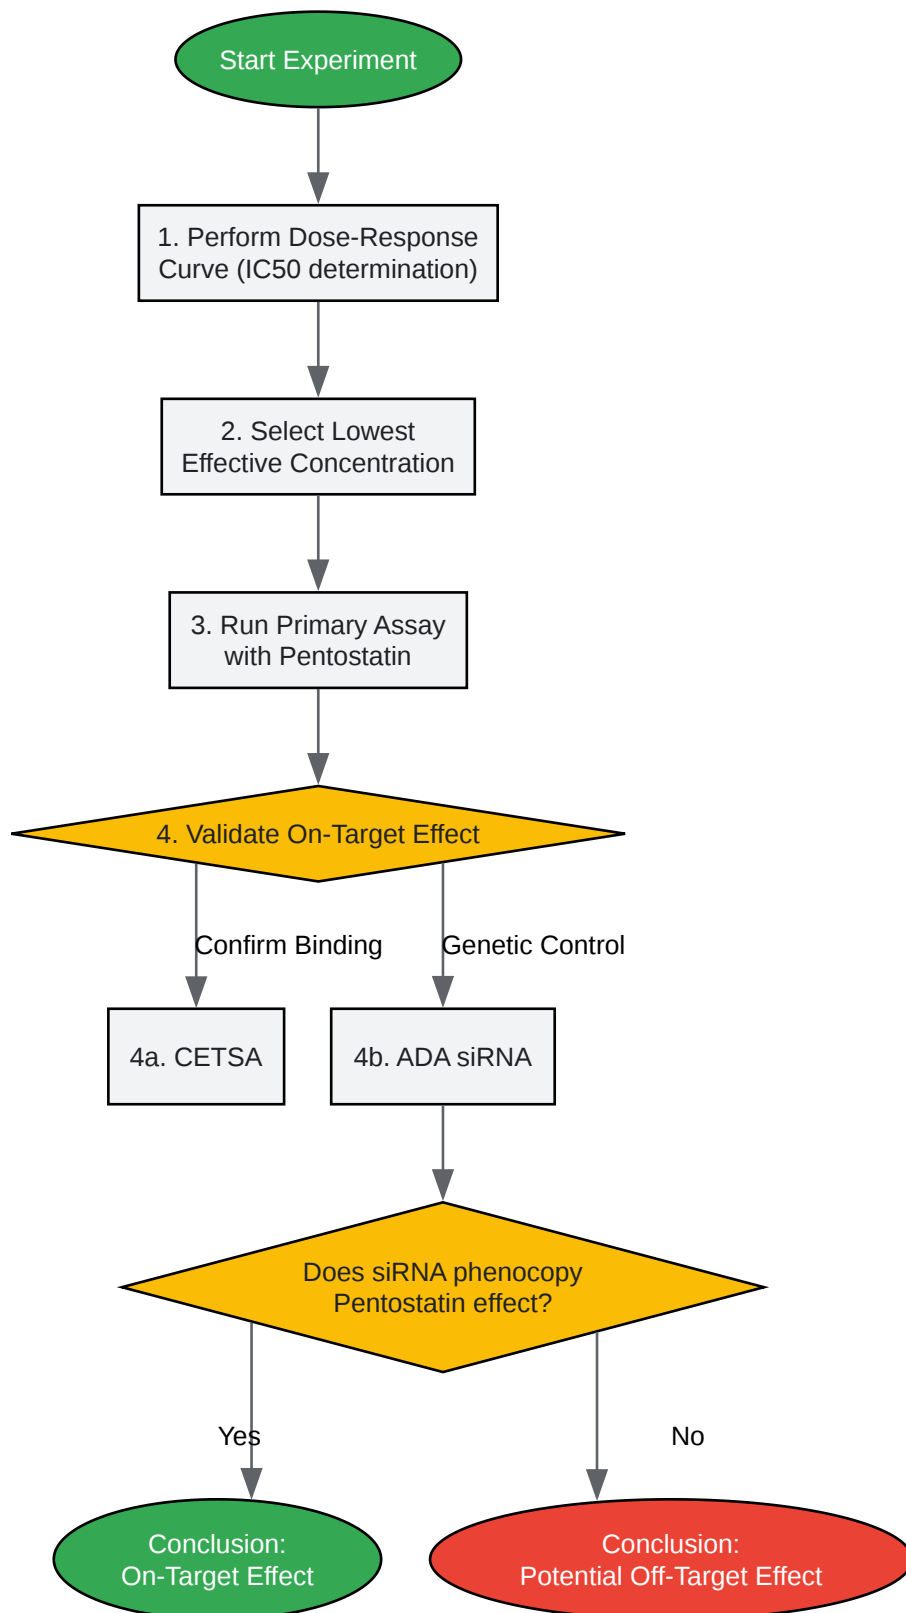 Start Experiment
1. Perform Dose-Response
Curve (IC50 determination)
2. Select Lowest
Effective Concentration
3. Run Primary Assay
with Pentostatin
4. Validate On-Target Effect
Confirm Binding
Genetic Control
4a. CETSA
4b. ADA siRNA
Does siRNA phenocopy
Pentostatin effect?
Yes
No
Conclusion:
On-Target Effect
Conclusion:
Potential Off-Target Effect